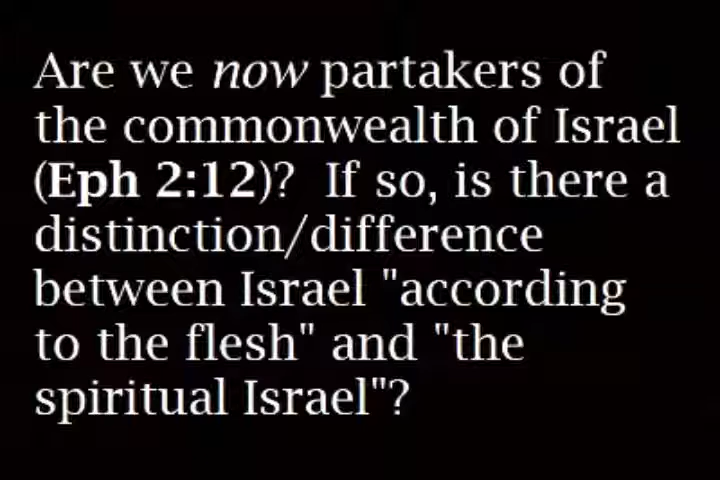 Are we now partakers of
the commonwealth of Israel
(Eph 2:12)?  If so, is there a
distinction/difference
between Israel "according
to the flesh" and "the
spiritual Israel"?